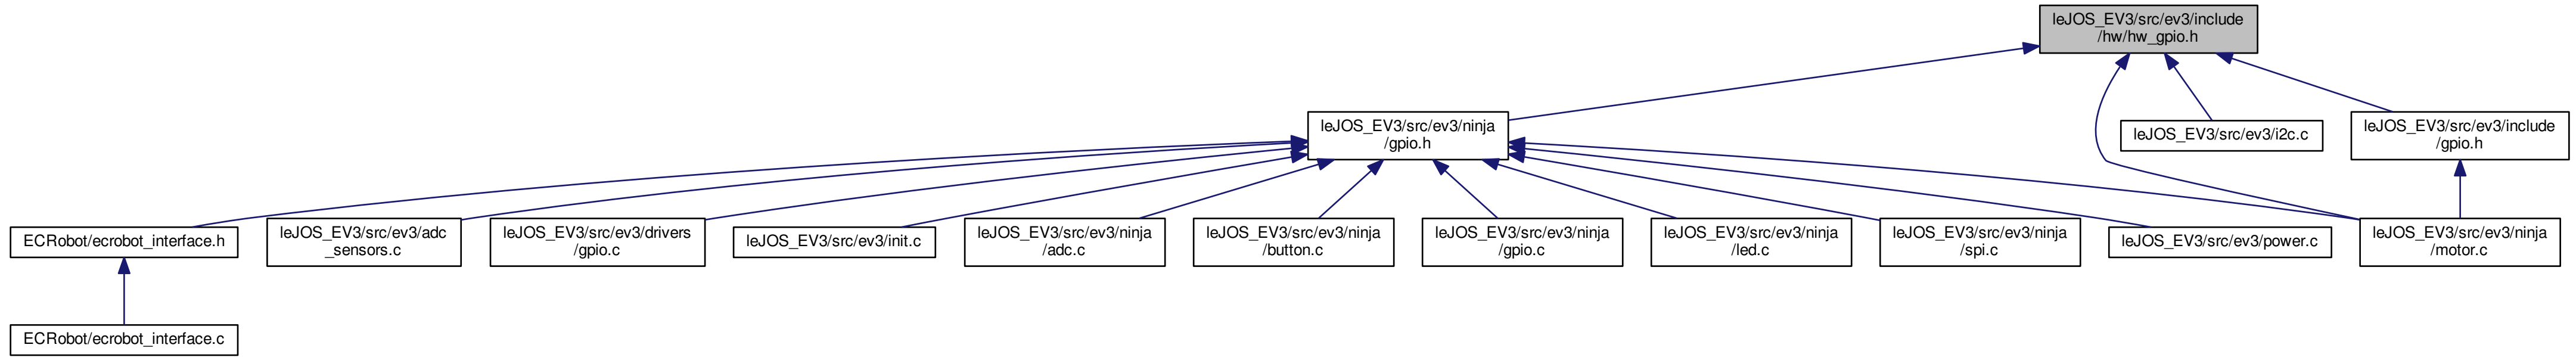 leJOS_EV3/src/ev3/include
/hw/hw_gpio.h
leJOS_EV3/src/ev3/ninja
/gpio.h
leJOS_EV3/src/ev3/i2c.c
leJOS_EV3/src/ev3/include
/gpio.h
ECRobot/ecrobot_interface.h
leJOS_EV3/src/ev3/adc
_sensors.c
leJOS_EV3/src/ev3/drivers
/gpio.c
leJOS_EV3/src/ev3/init.c
leJOS_EV3/src/ev3/ninja
/adc.c
leJOS_EV3/src/ev3/ninja
/button.c
leJOS_EV3/src/ev3/ninja
/gpio.c
leJOS_EV3/src/ev3/ninja
/led.c
leJOS_EV3/src/ev3/ninja
/spi.c
leJOS_EV3/src/ev3/power.c
leJOS_EV3/src/ev3/ninja
/motor.c
ECRobot/ecrobot_interface.c